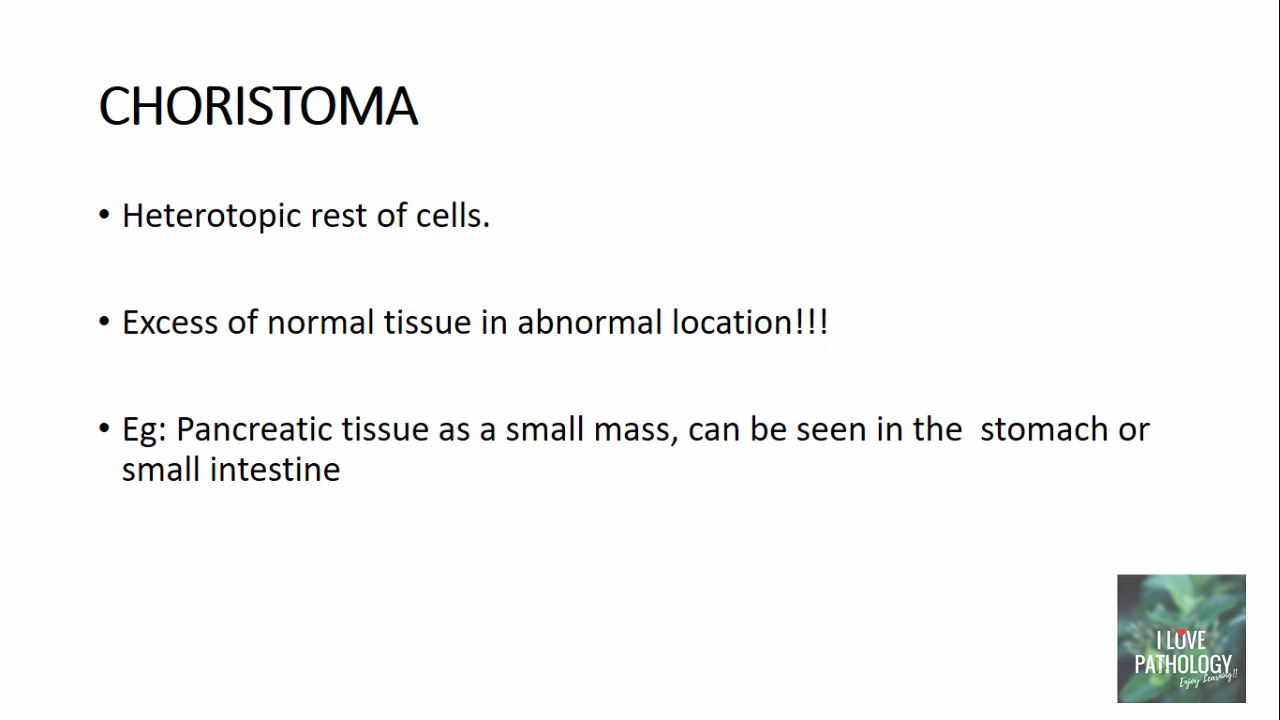 CHORISTOMA
• Heterotopic rest of cells.
• Excess of normal tissue in abnormal location!!!
• Eg: Pancreatic tissue as a small mass, can be seen in the  stomach or
small intestine
I LOVE
PATHOLOGY
Enjoy Learning!!